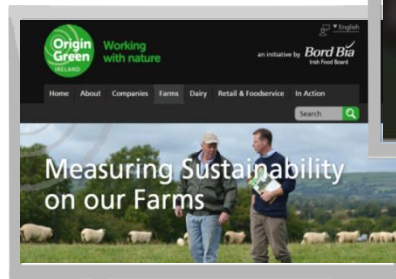 English
Origin
Green
IRELAND
Working
with nature
an initiative by Bord Bia
Irish Food Board
Home About Companies Farms Dairy Retail & Foodservice In Action
Search
Measuring Sustainability
on our Farms